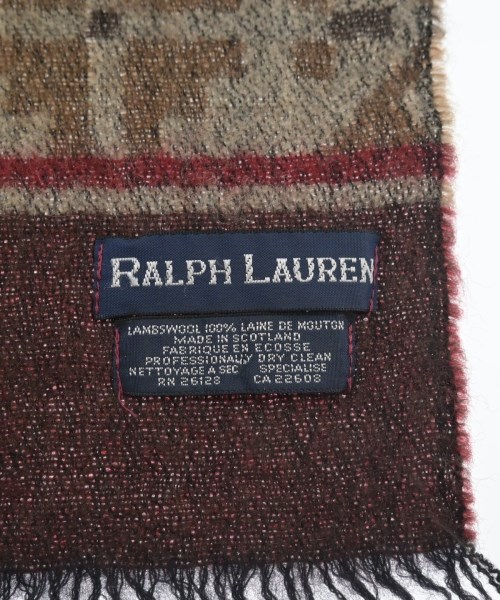 RALPH LAUREN
LAMBSWOOL 100% LAINE DE MOUTON
MADE IN SCOTLAND
FABRIQUE EN ECOSSE
PROFESSIONALLY DRY CLEAN
NETTOYAGE A SEC SPECIALISE
RN 26128 CA 22608